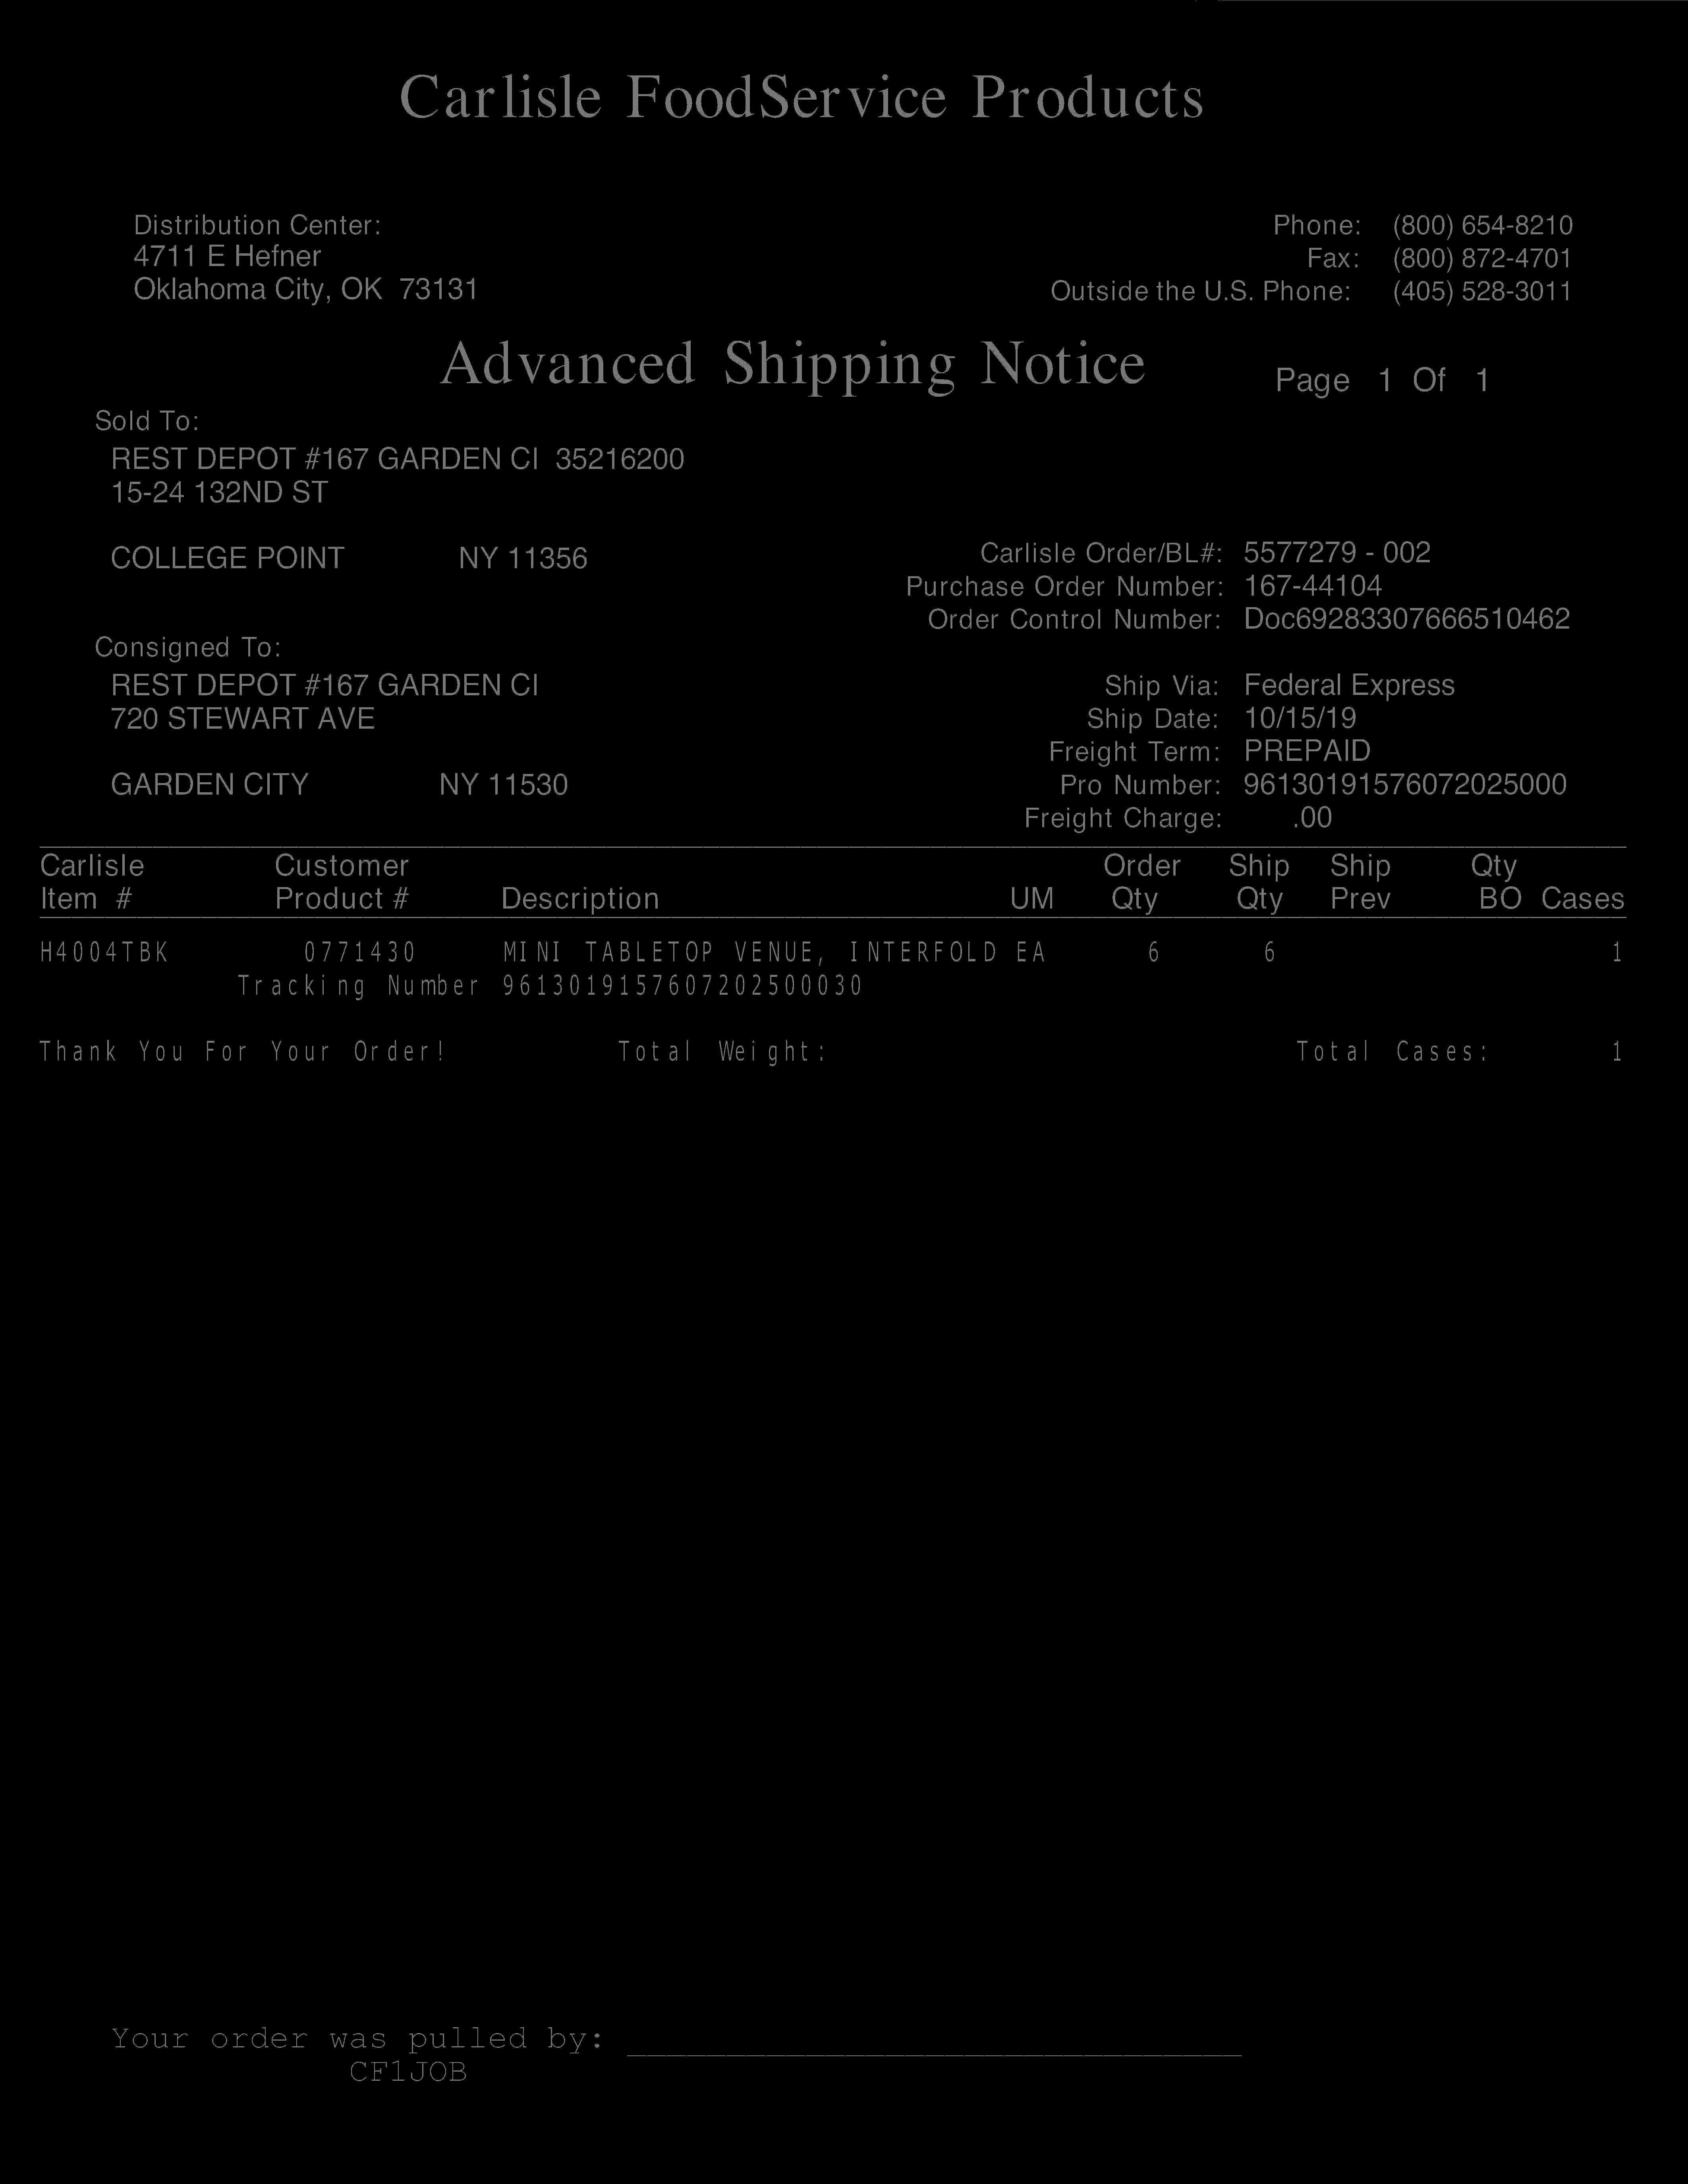 Carlisle FoodService Products
Distribution Center:
4711 E Hefner
Oklahoma City, OK 73131
Phone: (800) 654-8210
Fax: (800) 872-4701
Outside the U.S. Phone: (405) 528-3011
Advanced Shipping Notice Page 1 Of 1
Sold To:
REST DEPOT #167 GARDEN CI 35216200
15-24 132ND ST
COLLEGE POINT NY 11356
Carlisle Order/BL#: 5577279 - 002
Purchase Order Number: 167-44104
Order Control Number: Doc69283307666510462
Consigned To:
REST DEPOT #167 GARDEN CI
720 STEWART AVE
GARDEN CITY NY 11530
Ship Via: Federal Express
Ship Date: 10/15/19
Freight Term: PREPAID
Pro Number: 96130191576072025000
Freight Charge: .00
Carlisle Customer Order Ship Ship Qty
Item # Product # Description UM Qty Qty Prev BO Cases
H4004TBK 0771430 MINI TABLETOP VENUE, INTERFOLD EA 6 6 1
Tracking Number 9613019157607202500030
Thank You For Your Order! Total Weight: Total Cases: 1
Your order was pulled by:
CF1JOB